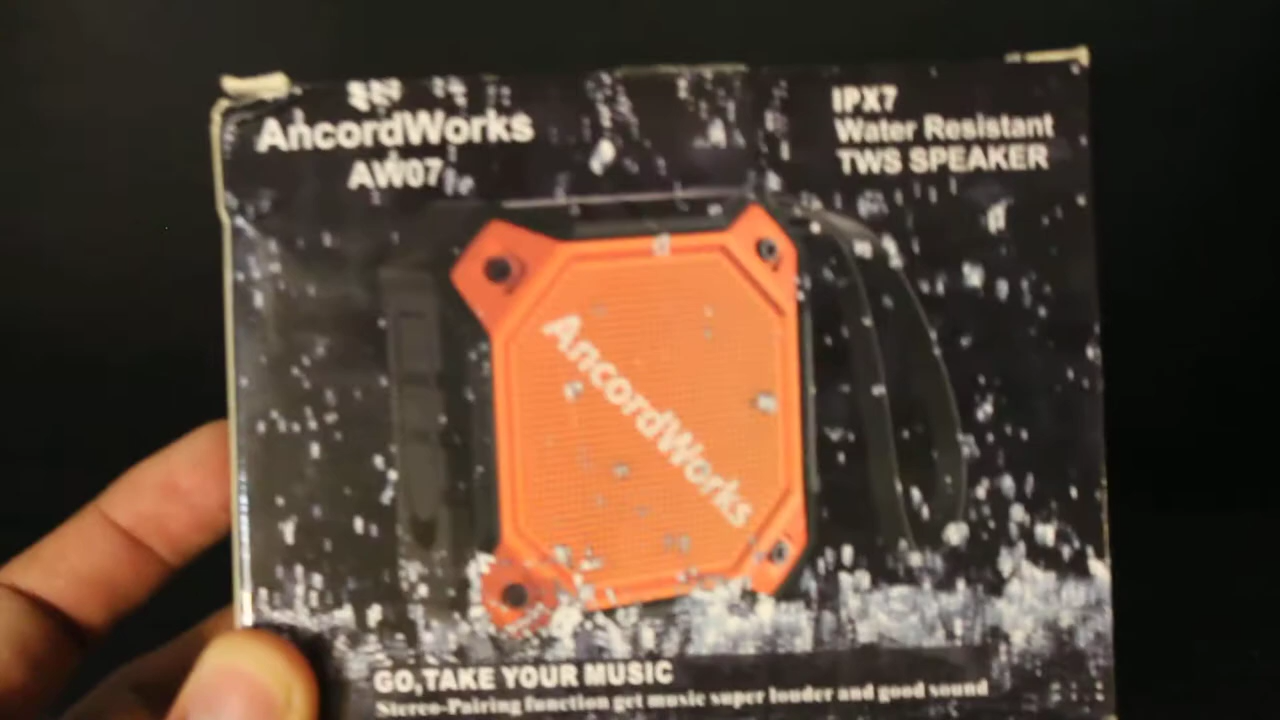 AncordWorks
AW07
IPX7
Water Resistant
TWS SPEAKER
AncordWorks
GO,TAKE YOUR MUSIC
Stereo-Pairing function get music super louder and good sound